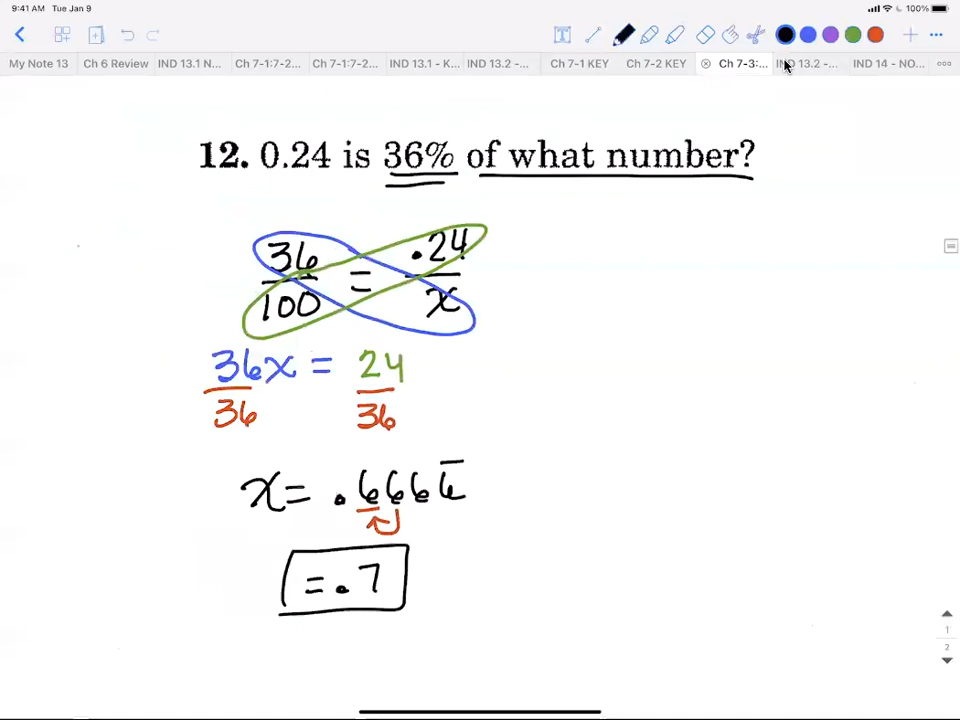 9:41 AM Tue Jan 9
100%
My Note 13
Ch 6 Review
IND 13.1 N...
Ch 7-1:7-2...
Ch 7-1:7-2...
IND 13.1 - K...
IND 13.2 -...
Ch 7-1 KEY
Ch 7-2 KEY
Ch 7-3:...
IND 13.2 -...
IND 14 - NO...
12. 0.24 is 36% of what number?
36 = .24
100 x
36x = 24
36 36
x = .6666̅
= .7
1
2